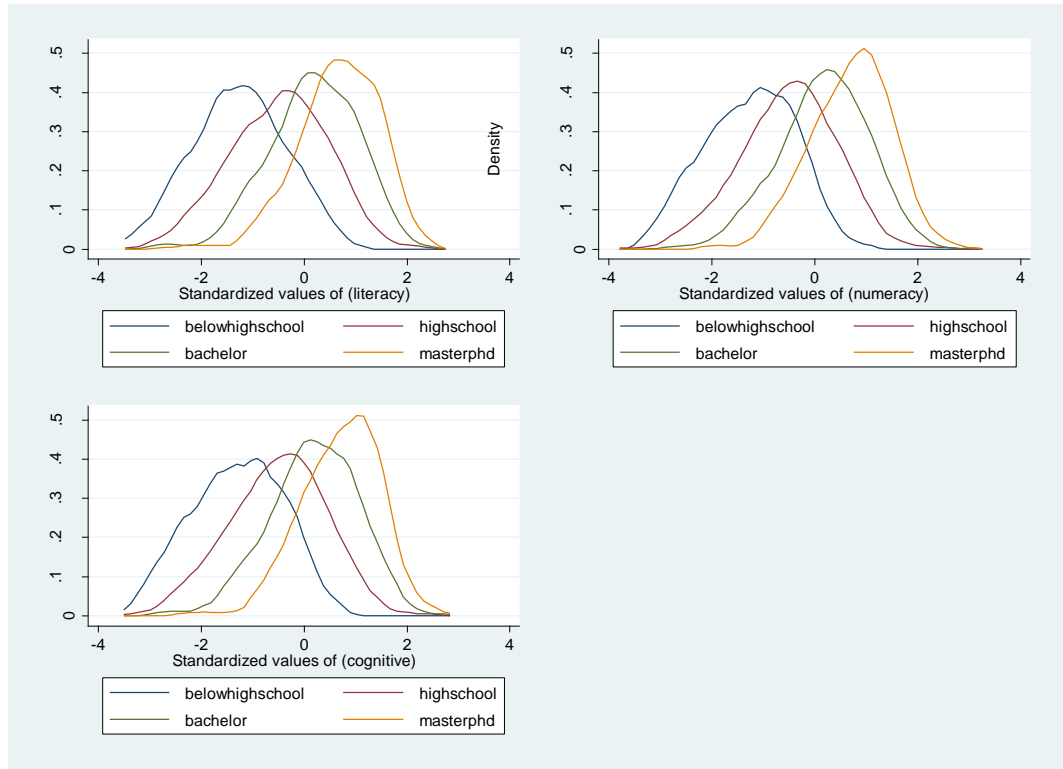 .5
.4
.3
.2
.1
0
-4 -2 0 2 4
Standardized values of (literacy)
belowhighschool highschool
bachelor masterphd
Density
.5
.4
.3
.2
.1
0
-4 -2 0 2 4
Standardized values of (numeracy)
belowhighschool highschool
bachelor masterphd
.5
.4
.3
.2
.1
0
-4 -2 0 2 4
Standardized values of (cognitive)
belowhighschool highschool
bachelor masterphd